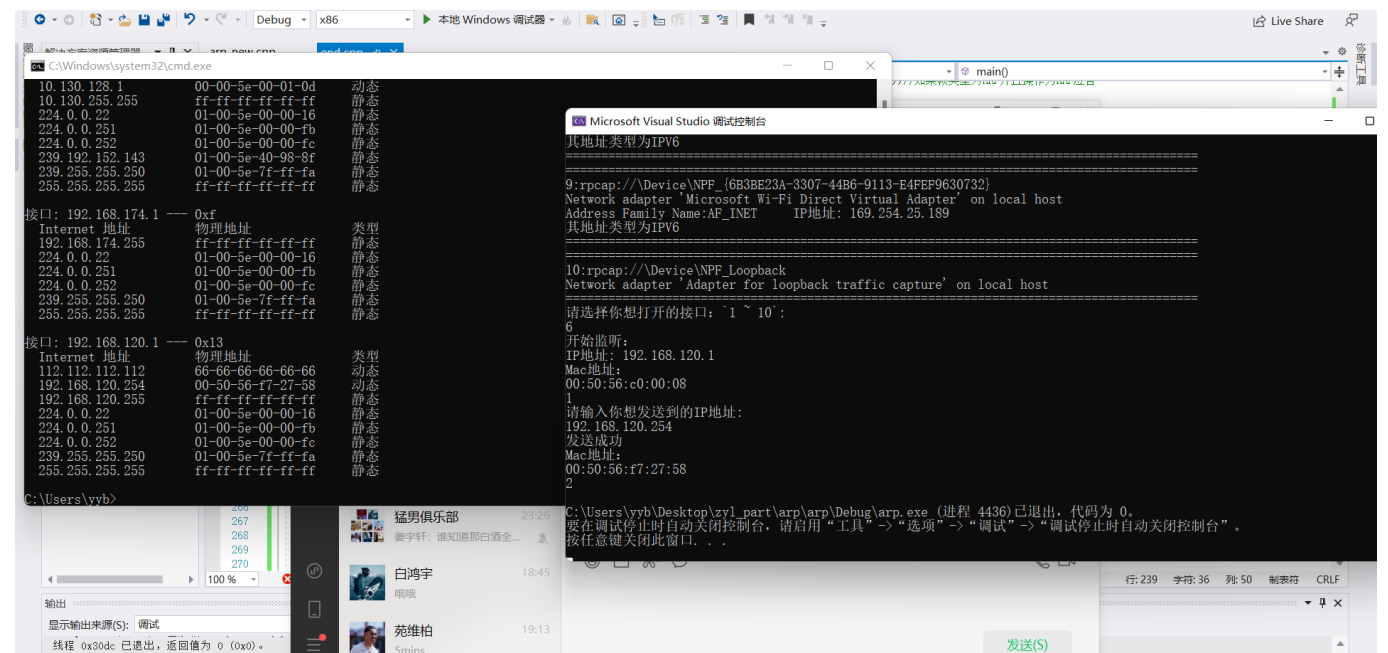 Debug
x86
本地 Windows 调试器
Live Share
end.cpp
main()
诊断工具
C:\Windows\system32\cmd.exe
10.130.128.1 00-00-5e-00-01-0d 动态
10.130.255.255 ff-ff-ff-ff-ff-ff 静态
224.0.0.22 01-00-5e-00-00-16 静态
224.0.0.251 01-00-5e-00-00-fb 静态
224.0.0.252 01-00-5e-00-00-fc 静态
239.192.152.143 01-00-5e-40-98-8f 静态
239.255.255.250 01-00-5e-7f-ff-fa 静态
255.255.255.255 ff-ff-ff-ff-ff-ff 静态
接口: 192.168.174.1 --- 0xf
Internet 地址 物理地址 类型
192.168.174.255 ff-ff-ff-ff-ff-ff 静态
224.0.0.22 01-00-5e-00-00-16 静态
224.0.0.251 01-00-5e-00-00-fb 静态
224.0.0.252 01-00-5e-00-00-fc 静态
239.255.255.250 01-00-5e-7f-ff-fa 静态
255.255.255.255 ff-ff-ff-ff-ff-ff 静态
接口: 192.168.120.1 --- 0x13
Internet 地址 物理地址 类型
112.112.112.112 66-66-66-66-66-66 动态
192.168.120.254 00-50-56-f7-27-58 动态
192.168.120.255 ff-ff-ff-ff-ff-ff 静态
224.0.0.22 01-00-5e-00-00-16 静态
224.0.0.251 01-00-5e-00-00-fb 静态
224.0.0.252 01-00-5e-00-00-fc 静态
239.255.255.250 01-00-5e-7f-ff-fa 静态
255.255.255.255 ff-ff-ff-ff-ff-ff 静态
C:\Users\yyb>
Microsoft Visual Studio 调试控制台
其地址类型为IPV6
9:rpcap://\Device\NPF_{6B3BE23A-3307-44B6-9113-E4FEF9630732}
Network adapter 'Microsoft Wi-Fi Direct Virtual Adapter' on local host
Address Family Name:AF_INET IP地址: 169.254.25.189
其地址类型为IPV6
10:rpcap://\Device\NPF_Loopback
Network adapter 'Adapter for loopback traffic capture' on local host
请选择你想打开的接口：`1 ~ 10`:
6
开始监听:
IP地址: 192.168.120.1
Mac地址:
00:50:56:c0:00:08
1
请输入你想发送到的IP地址:
192.168.120.254
发送成功
Mac地址:
00:50:56:f7:27:58
2
C:\Users\yyb\Desktop\zyl_part\arp\arp\Debug\arp.exe (进程 4436)已退出，代码为 0。
要在调试停止时自动关闭控制台，请启用“工具”->“选项”->“调试”->“调试停止时自动关闭控制台”。
按任意键关闭此窗口. . .
266
267
268
269
270
100 %
猛男俱乐部 23:26
姜宇轩：谁知道那白酒全...
白鸿宇 18:45
哦哦
苑维柏 19:13
5mins
发送(S)
行: 239 字符: 36 列: 50 制表符 CRLF
输出
显示输出来源(S): 调试
线程 0x30dc 已退出，返回值为 0 (0x0)。